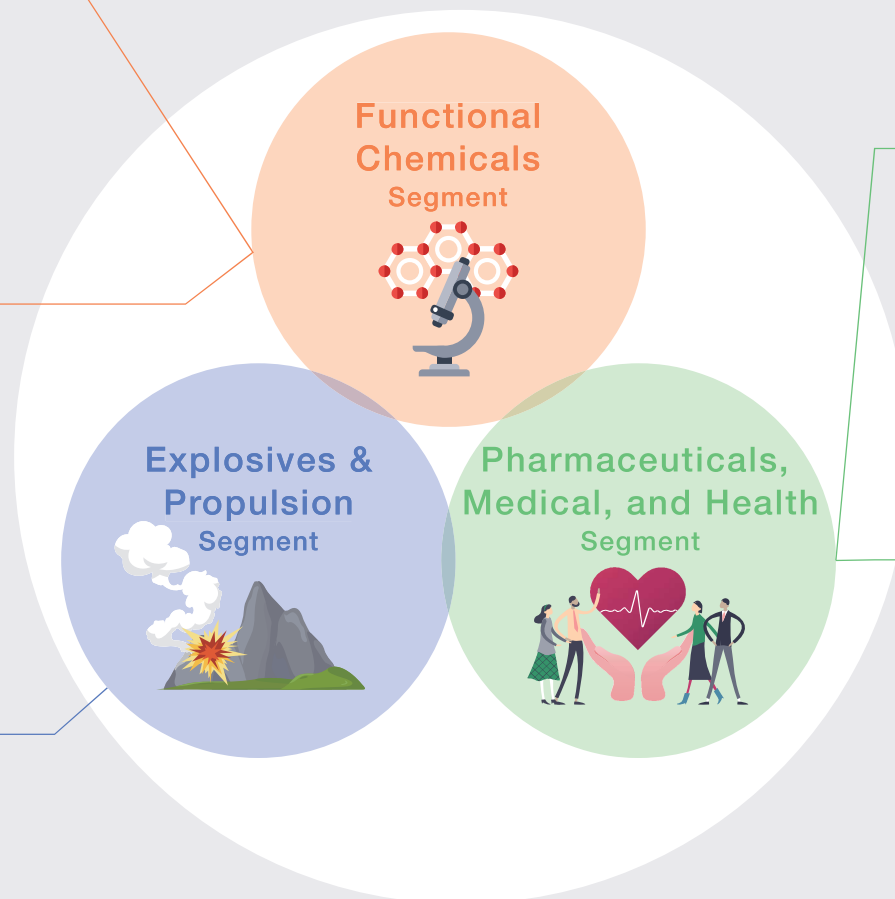 Functional
Chemicals
Segment
Explosives &
Propulsion
Segment
Pharmaceuticals,
Medical, and Health
Segment